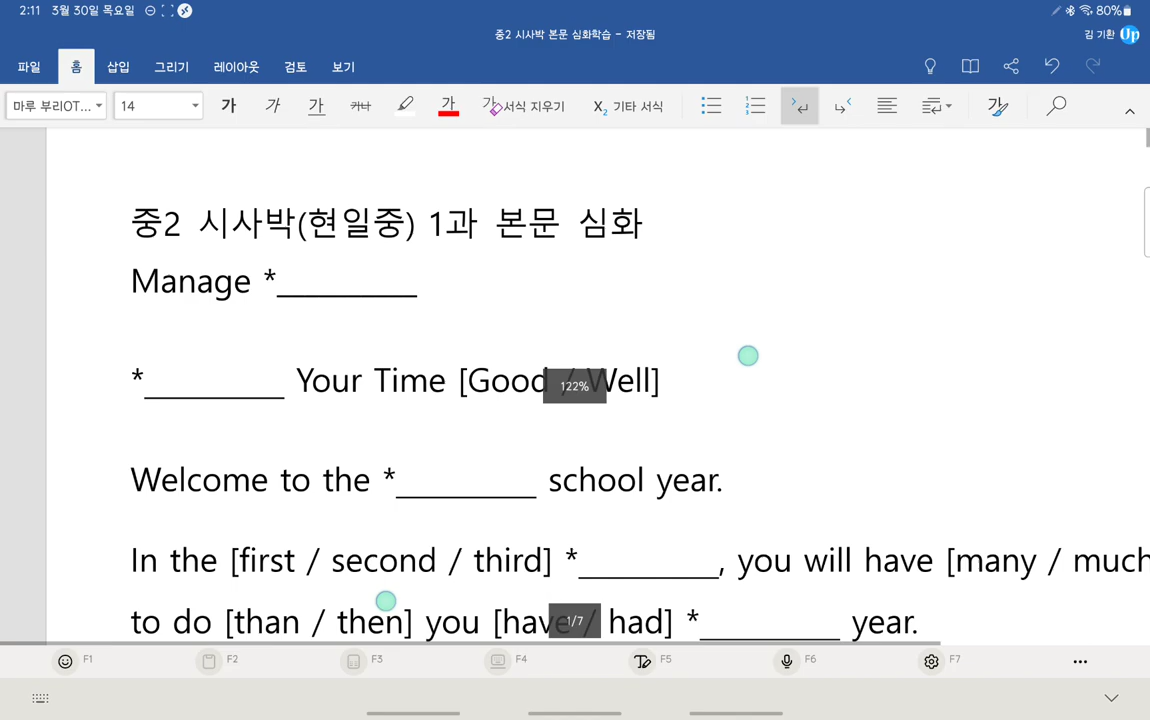 2:11 3월 30일 목요일 80%
중2 시사박 본문 심화학습 – 저장됨
김 기환 Up
파일 홈 삽입 그리기 레이아웃 검토 보기
마루 부리OT... 14 가 가 가 가나 가 가 서식 지우기 X₂ 기타 서식 가
중2 시사박(현일중) 1과 본문 심화
Manage *_________
*_________ Your Time [Good / Well]
122%
Welcome to the *_________ school year.
In the [first / second / third] *_________, you will have [many / much
to do [than / then] you [have / had] *_________ year.
1/7
F1 F2 F3 F4 F5 F6 F7